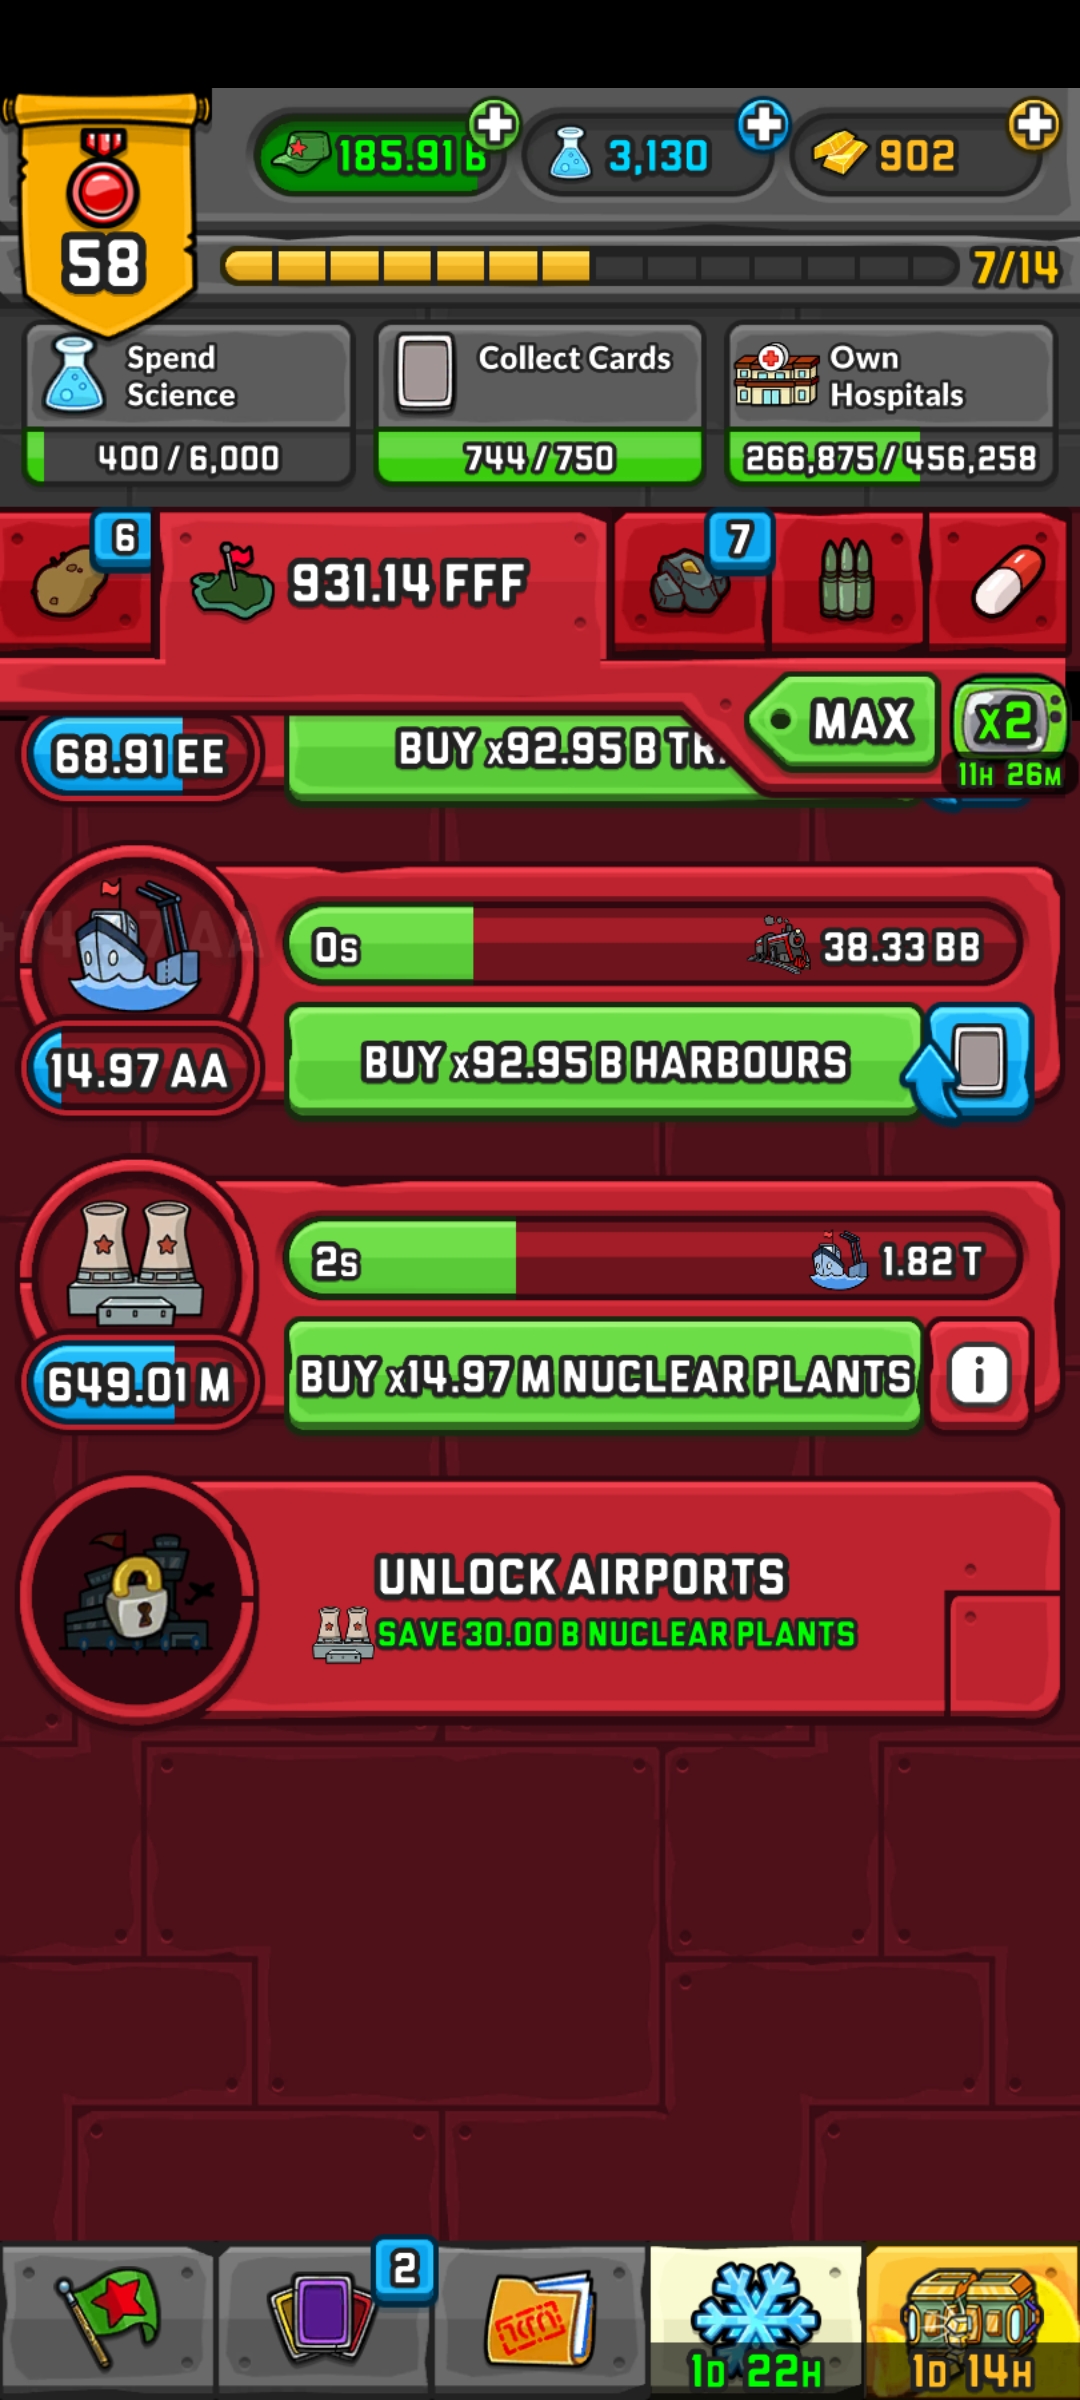 185.91 B
3,130
902
58
7/14
Spend
Science
400 / 6,000
Collect Cards
744 / 750
Own
Hospitals
266,875 / 456,258
6
931.14 FFF
7
MAX
x2
11H 26M
68.91 EE
BUY x92.95 B
0s
38.33 BB
14.97 AA
BUY x92.95 B HARBOURS
2s
1.82 T
649.01 M
BUY x14.97 M NUCLEAR PLANTS
i
UNLOCK AIRPORTS
SAVE 30.00 B NUCLEAR PLANTS
2
1D 22H
1D 14H